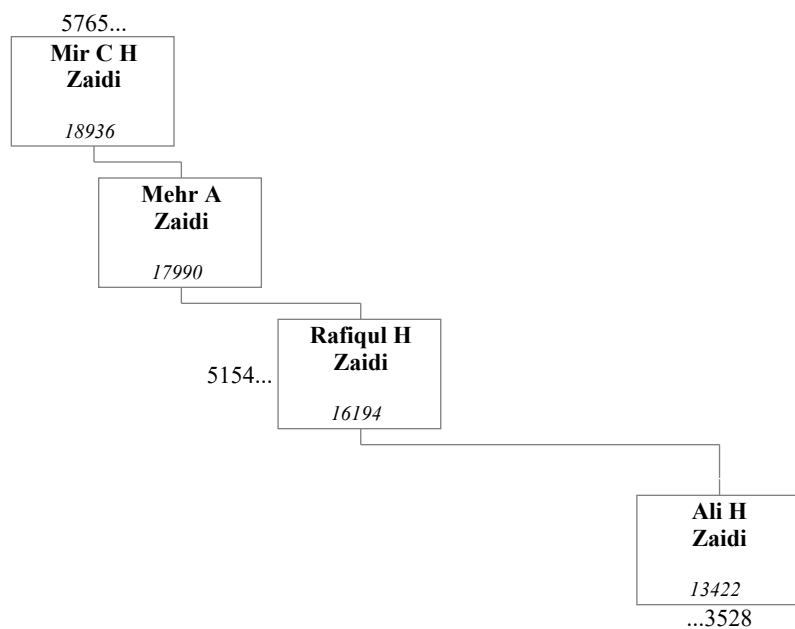 5765...
Mir C H
Zaidi
18936
Mehr A
Zaidi
17990
Rafiqul H
Zaidi
5154...
16194
Ali H
Zaidi
13422
...3528